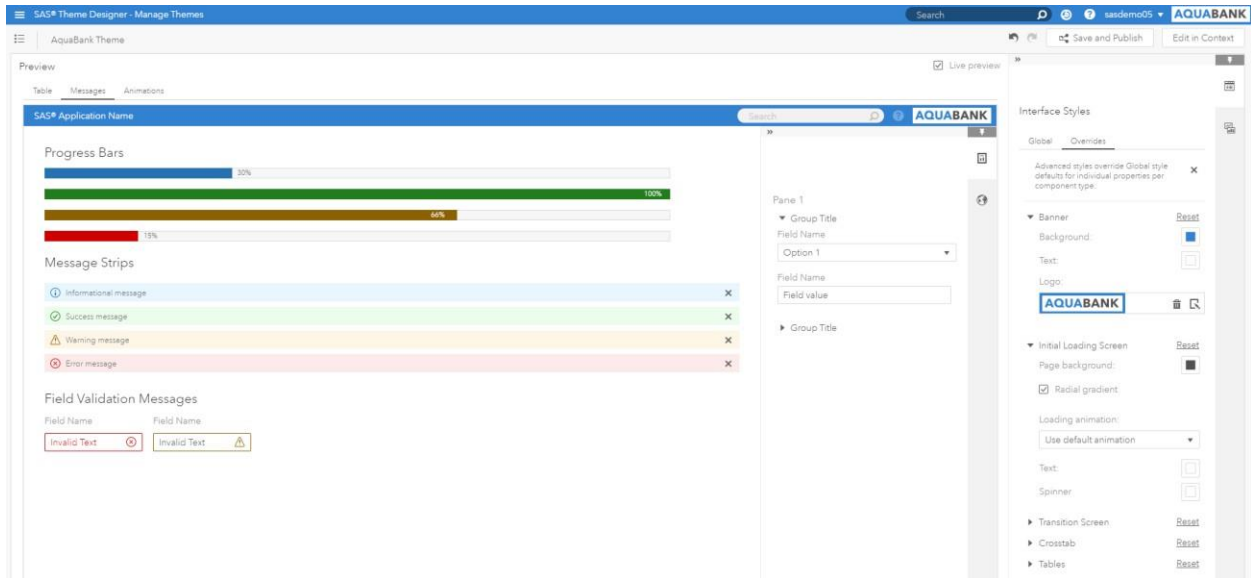 SAS® Theme Designer - Manage Themes
Search
sasdemo05
AQUABANK
AquaBank Theme
Save and Publish
Edit in Context
Preview
Live preview
Table Messages Animations
SAS® Application Name
Search
AQUABANK
Progress Bars
30%
100%
66%
15%
Message Strips
Informational message
Success message
Warning message
Error message
Field Validation Messages
Field Name Field Name
Invalid Text Invalid Text
Pane 1
Group Title
Field Name
Option 1
Field Name
Field value
Group Title
Interface Styles
Global Overrides
Advanced styles override Global style
defaults for individual properties per
component type.
Banner Reset
Background:
Text:
Logo:
AQUABANK
Initial Loading Screen Reset
Page background:
Radial gradient
Loading animation:
Use default animation
Text:
Spinner:
Transition Screen Reset
Crosstab Reset
Tables Reset